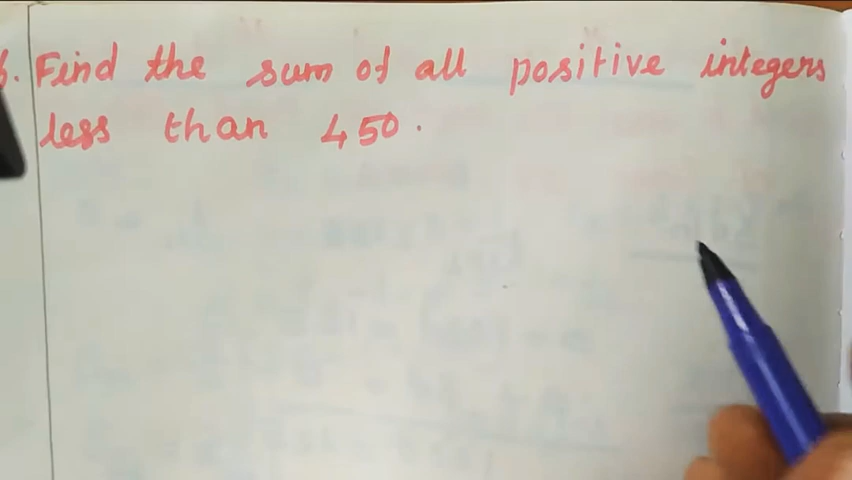 6. Find the sum of all positive integers
less than 450.